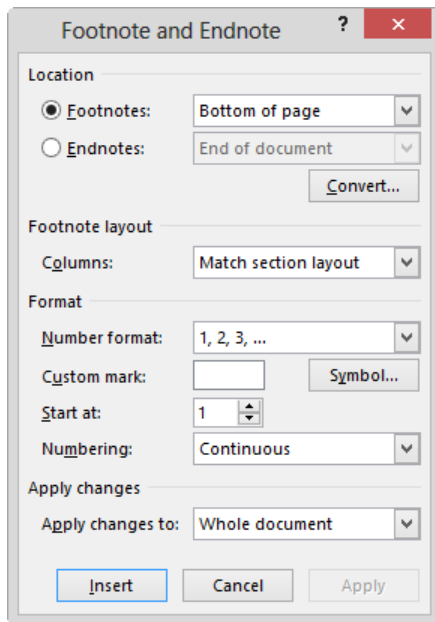 Footnote and Endnote ?
Location
Footnotes: Bottom of page
Endnotes: End of document
Convert...
Footnote layout
Columns: Match section layout
Format
Number format: 1, 2, 3, ...
Custom mark: Symbol...
Start at: 1
Numbering: Continuous
Apply changes
Apply changes to: Whole document
Insert Cancel Apply